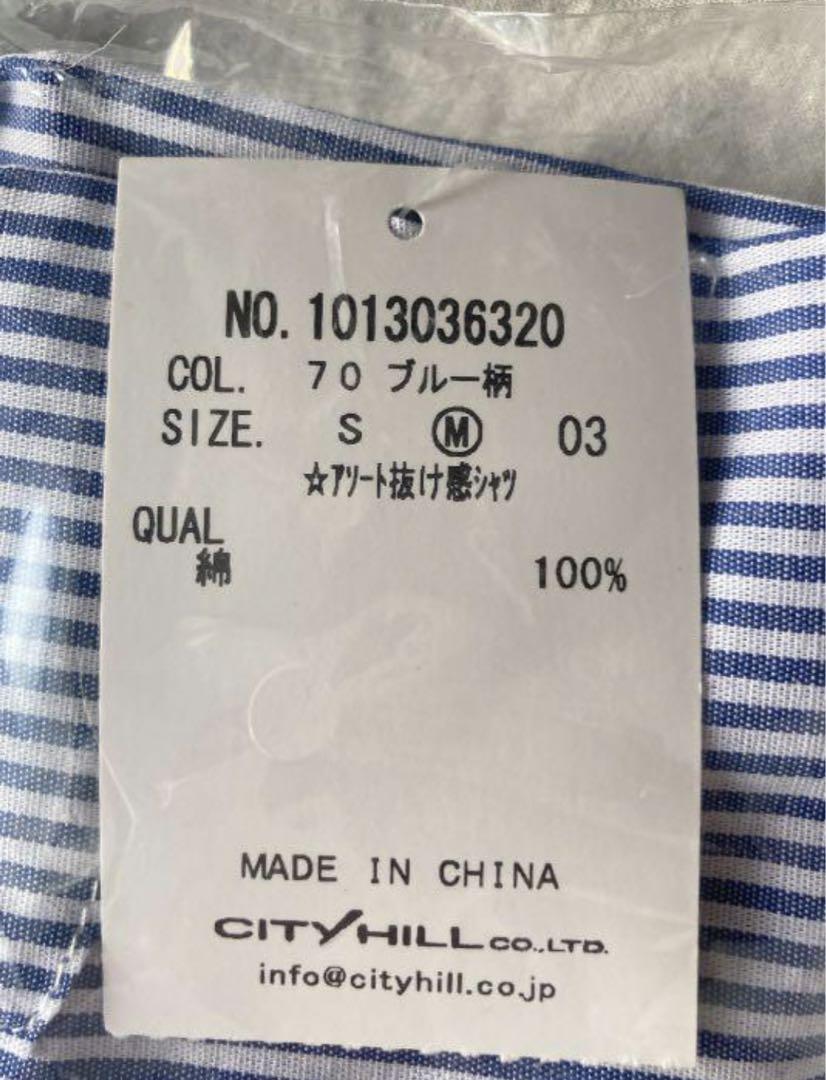 NO. 1013036320
COL. 70 ブルー柄
SIZE. S Ⓜ 03
☆ｱｿｰﾄ抜け感ｼｬﾂ
QUAL
綿 100%
MADE IN CHINA
CITY HILL CO.,LTD.
info@cityhill.co.jp